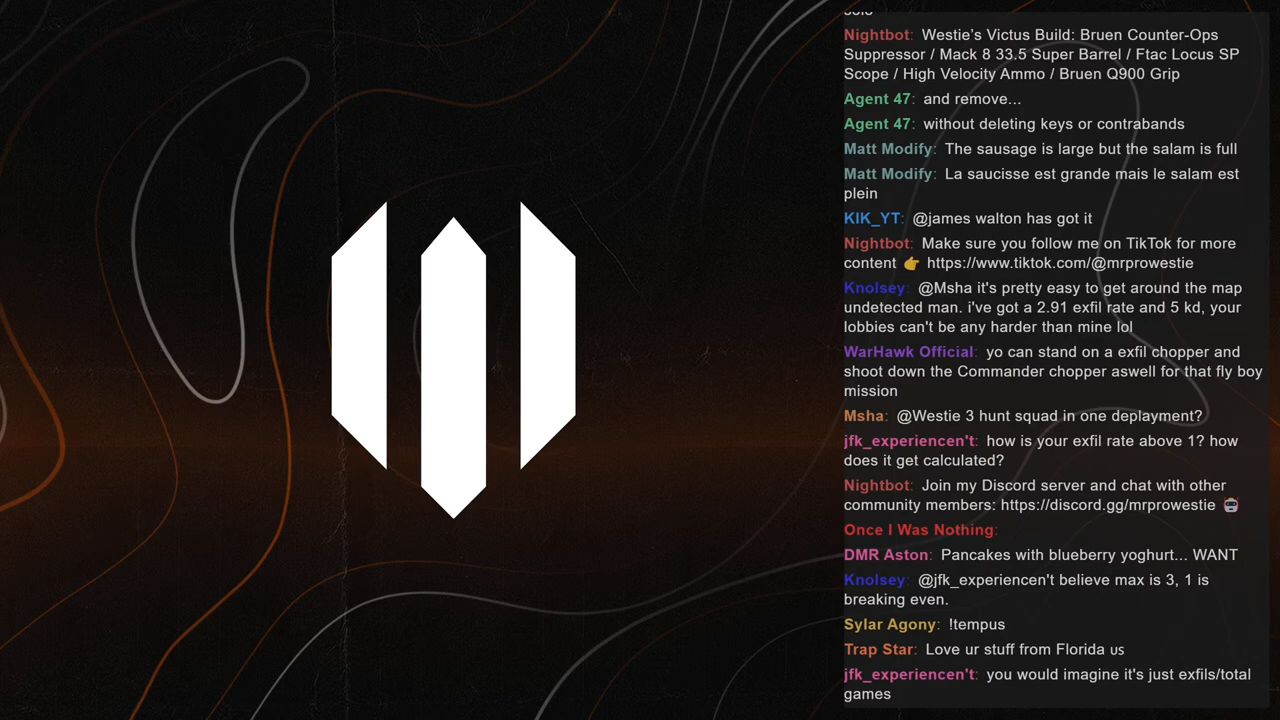 Nightbot: Westie's Victus Build: Bruen Counter-Ops
Suppressor / Mack 8 33.5 Super Barrel / Ftac Locus SP
Scope / High Velocity Ammo / Bruen Q900 Grip
Agent 47: and remove...
Agent 47: without deleting keys or contrabands
Matt Modify: The sausage is large but the salam is full
Matt Modify: La saucisse est grande mais le salam est
plein
KIK_YT: @james walton has got it
Nightbot: Make sure you follow me on TikTok for more
content 👉 https://www.tiktok.com/@mrprowestie
Knolsey: @Msha it's pretty easy to get around the map
undetected man. i've got a 2.91 exfil rate and 5 kd, your
lobbies can't be any harder than mine lol
WarHawk Official: yo can stand on a exfil chopper and
shoot down the Commander chopper aswell for that fly boy
mission
Msha: @Westie 3 hunt squad in one deplayment?
jfk_experiencen't: how is your exfil rate above 1? how
does it get calculated?
Nightbot: Join my Discord server and chat with other
community members: https://discord.gg/mrprowestie 🤖
Once I Was Nothing:
DMR Aston: Pancakes with blueberry yoghurt... WANT
Knolsey: @jfk_experiencen't believe max is 3, 1 is
breaking even.
Sylar Agony: !tempus
Trap Star: Love ur stuff from Florida us
jfk_experiencen't: you would imagine it's just exfils/total
games